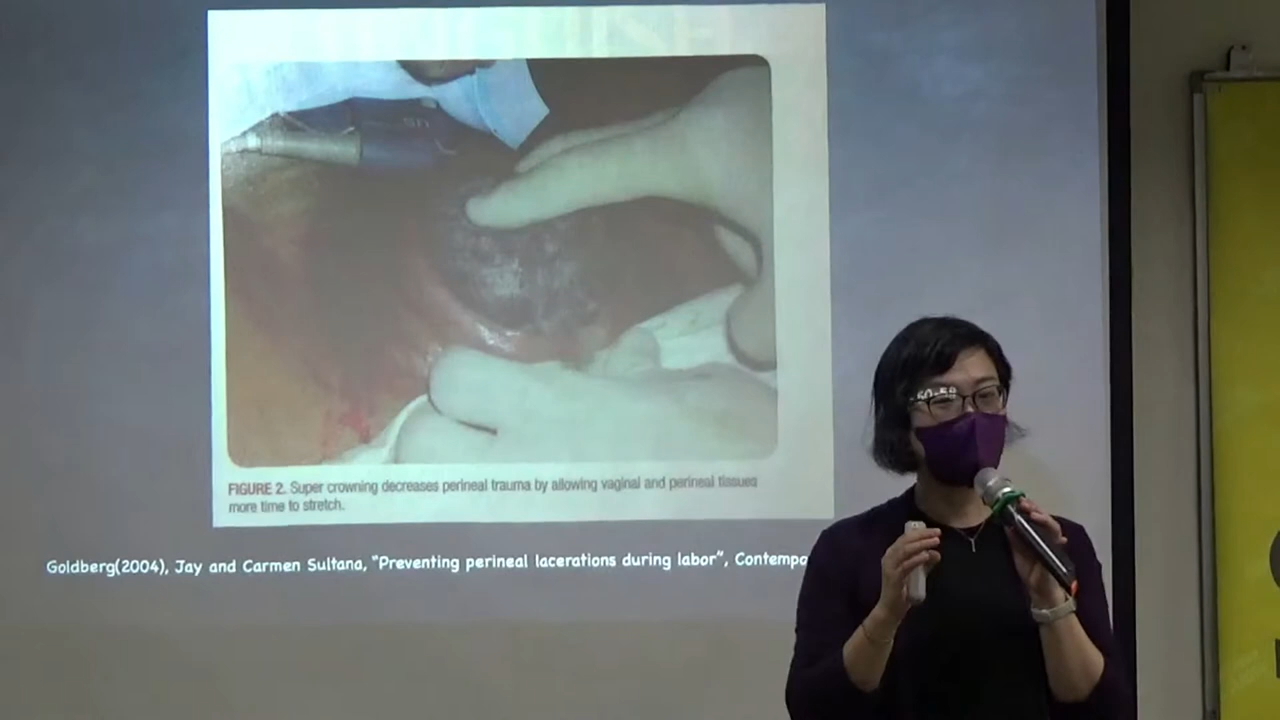 FIGURE 2. Super crowning decreases perineal trauma by allowing vaginal and perineal tissues
more time to stretch.
Goldberg(2004), Jay and Carmen Sultana, “Preventing perineal lacerations during labor”, Contempo